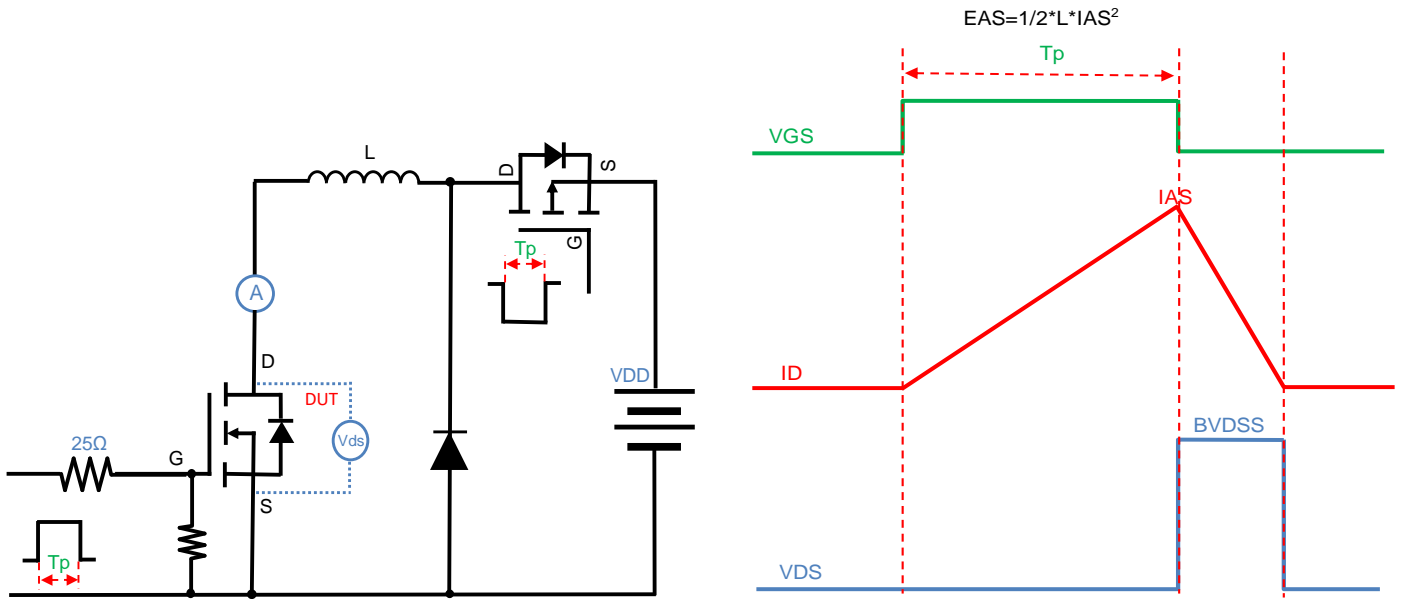 EAS=1/2*L*IAS²
Tp
VGS
IAS
ID
BVDSS
VDS
L
D
S
G
Tp
A
VDD
D
DUT
Vds
25Ω
G
S
Tp